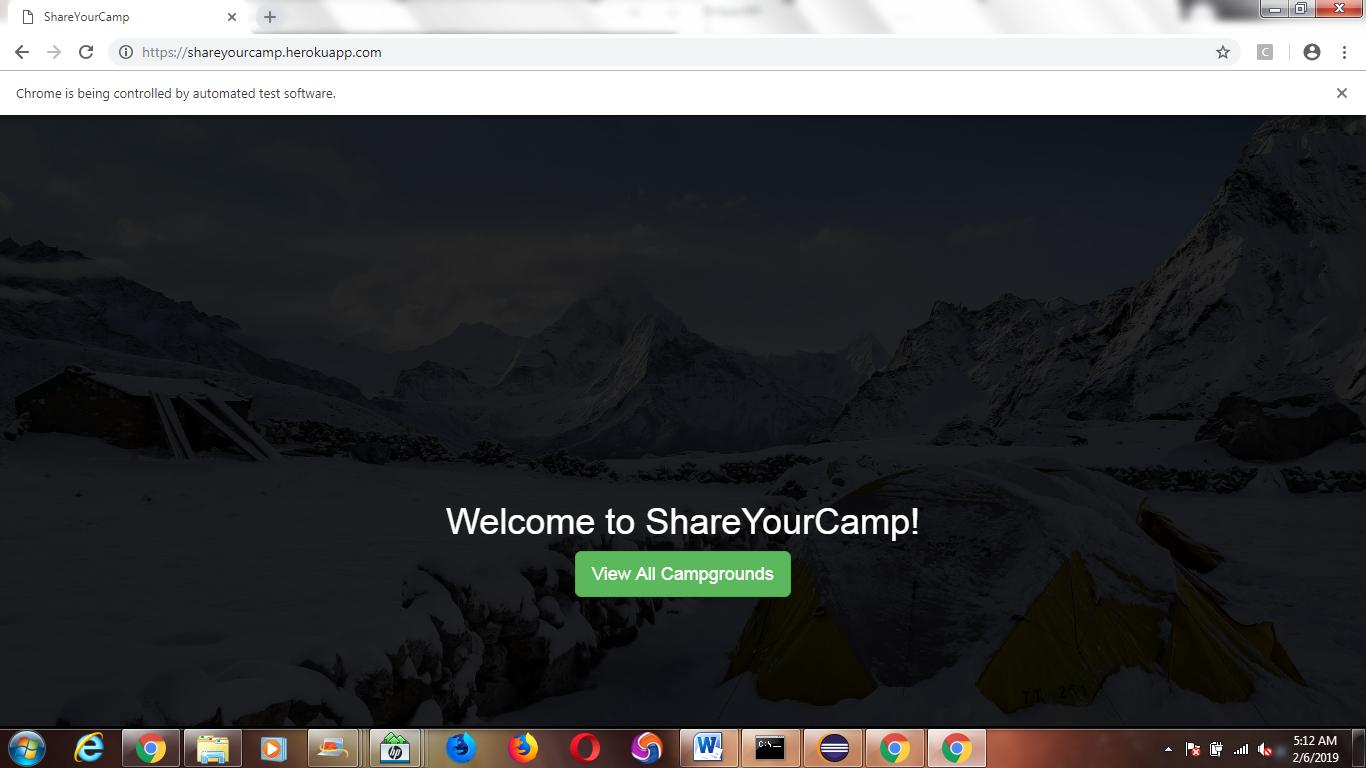 ShareYourCamp
https://shareyourcamp.herokuapp.com
C
Chrome is being controlled by automated test software.
Welcome to ShareYourCamp!
View All Campgrounds
hp
W
C:\
5:12 AM
2/6/2019